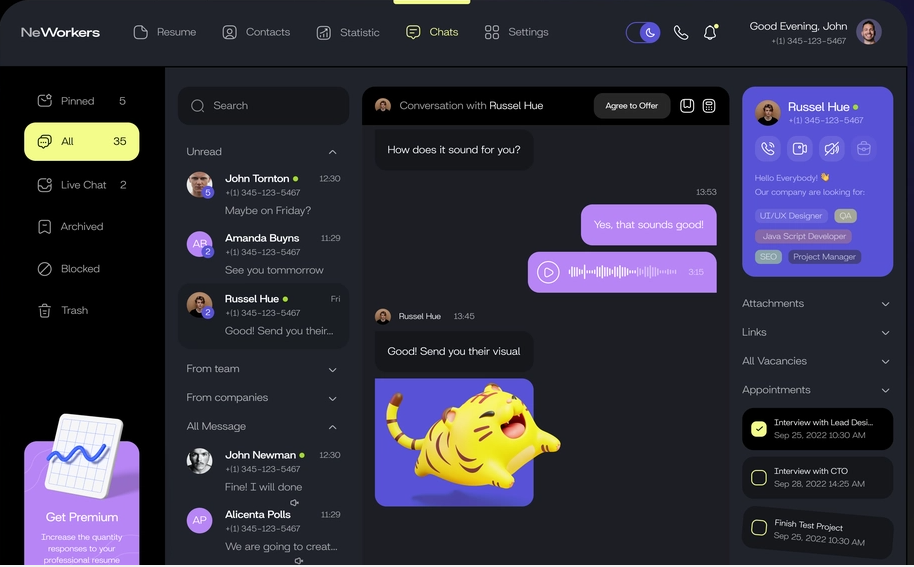 NeWorkers
Resume
Contacts
Statistic
Chats
Settings
Good Evening, John
+(1) 345-123-5467
Pinned 5
All 35
Live Chat 2
Archived
Blocked
Trash
Get Premium
Increase the quantity
responses to your
professional resume
Search
Unread
John Tornton 12:30
+(1) 345-123-5467
5
Maybe on Friday?
AB
Amanda Buyns 11:29
+(1) 345-123-5467
2
See you tommorrow
Russel Hue Fri
+(1) 345-123-5467
2
Good! Send you their...
From team
From companies
All Message
John Newman 12:30
+(1) 345-123-5467
Fine! I will done
AP
Alicenta Polls 11:29
+(1) 345-123-5467
We are going to creat...
Conversation with Russel Hue
Agree to Offer
How does it sound for you?
13:53
Yes, that sounds good!
3:15
Russel Hue 13:45
Good! Send you their visual
Russel Hue
+(1) 345-123-5467
Hello Everybody! 👋
Our company are looking for:
UI/UX Designer QA
Java Script Developer
SEO Project Manager
Attachments
Links
All Vacancies
Appointments
Interview with Lead Desi...
Sep 25, 2022 10:30 AM
Interview with CTO
Sep 28, 2022 14:25 AM
Finish Test Project
Sep 25, 2022 10:30 AM